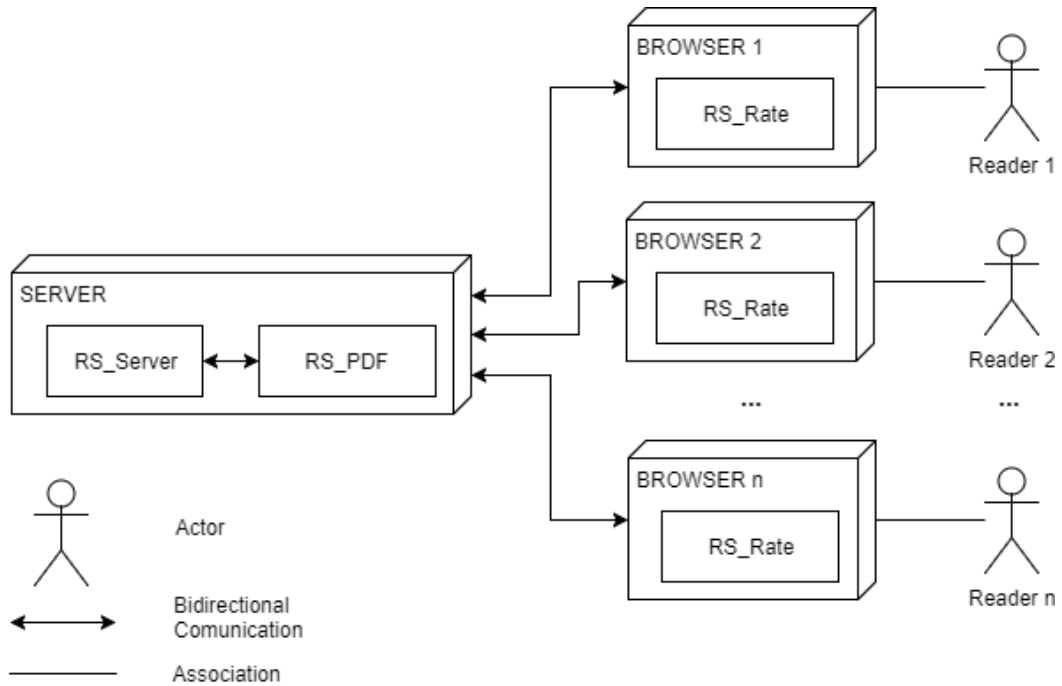 BROWSER 1
RS_Rate
Reader 1
BROWSER 2
RS_Rate
Reader 2
SERVER
RS_Server
RS_PDF
...
...
BROWSER n
RS_Rate
Reader n
Actor
Bidirectional
Comunication
Association